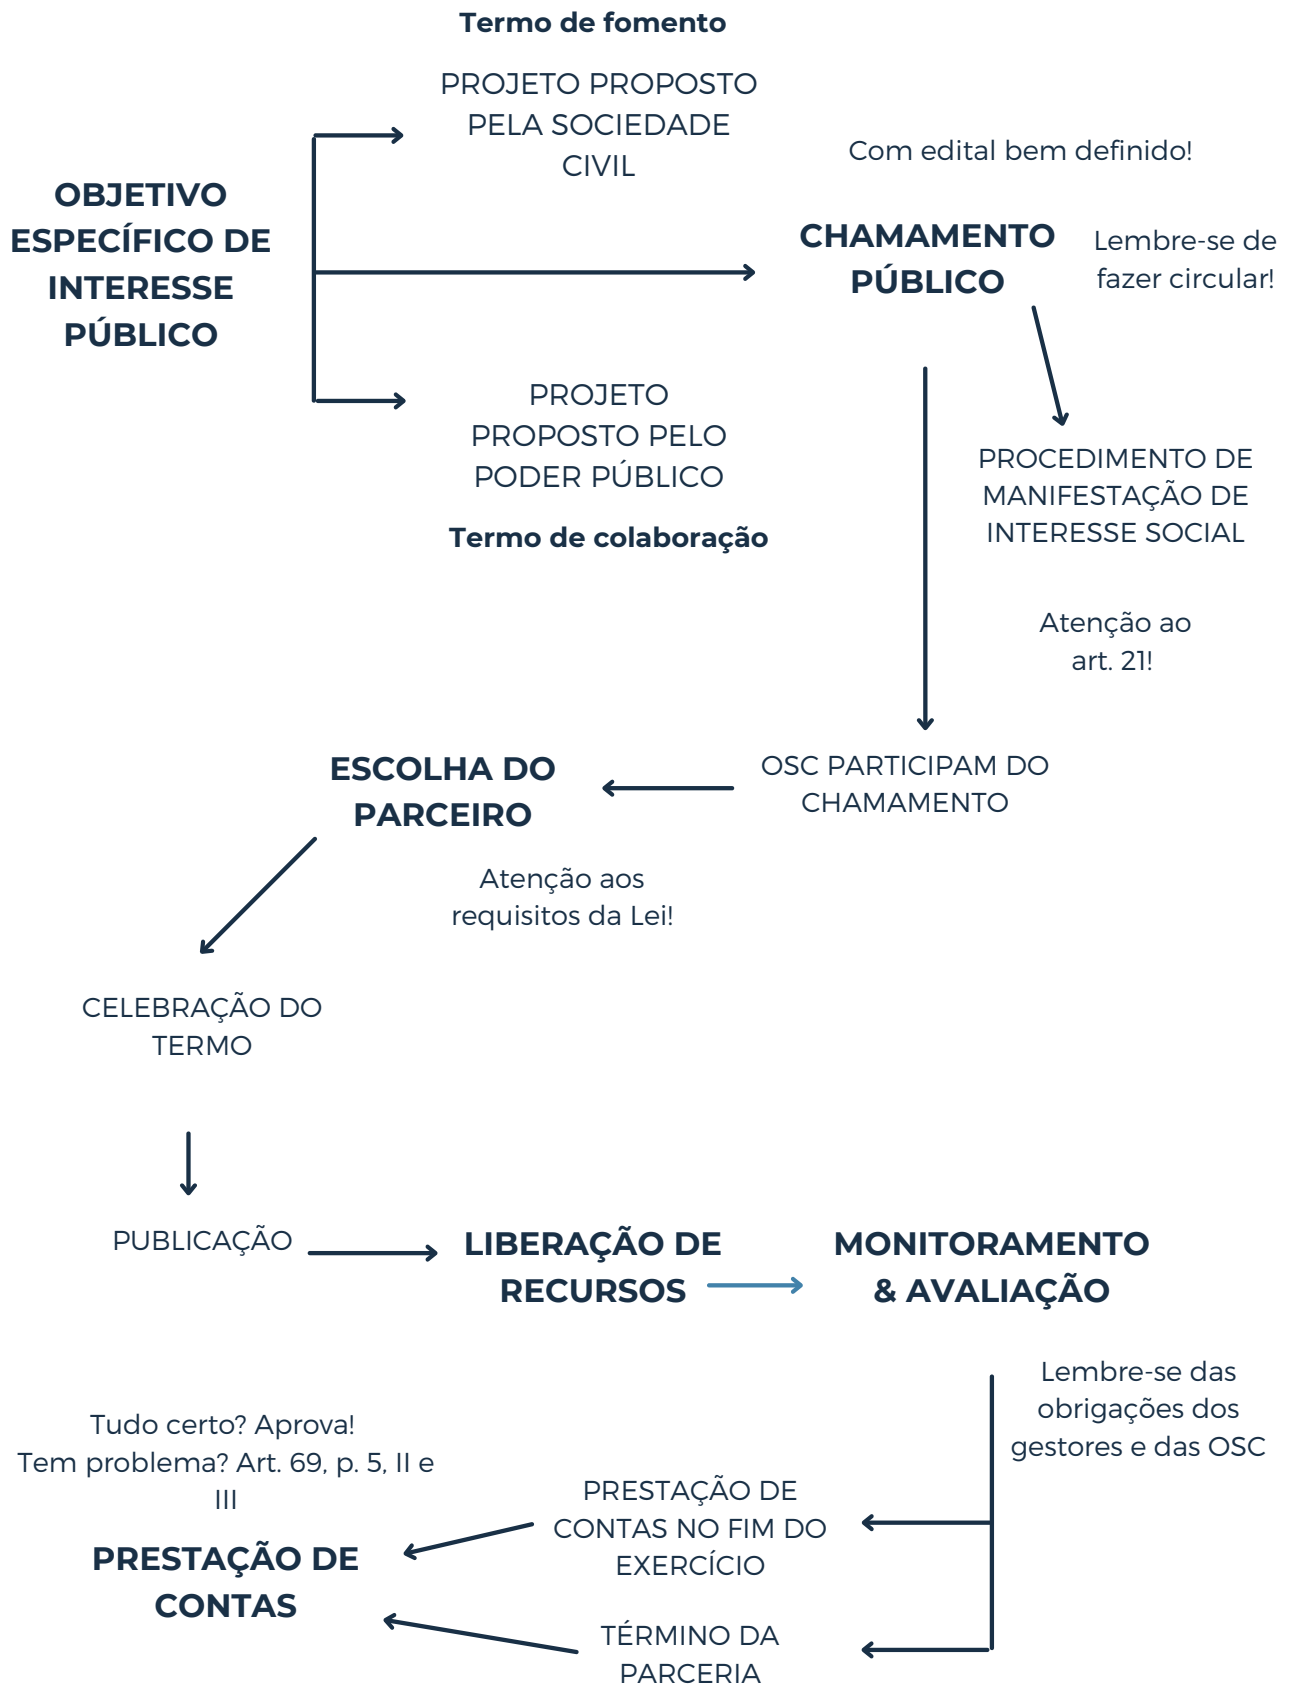 Termo de fomento
PROJETO PROPOSTO
PELA SOCIEDADE
CIVIL
OBJETIVO
ESPECÍFICO DE
INTERESSE
PÚBLICO
Com edital bem definido!
CHAMAMENTO
PÚBLICO
Lembre-se de
fazer circular!
PROJETO
PROPOSTO PELO
PODER PÚBLICO
Termo de colaboração
PROCEDIMENTO DE
MANIFESTAÇÃO DE
INTERESSE SOCIAL
Atenção ao
art. 21!
OSC PARTICIPAM DO
CHAMAMENTO
ESCOLHA DO
PARCEIRO
Atenção aos
requisitos da Lei!
CELEBRAÇÃO DO
TERMO
PUBLICAÇÃO
LIBERAÇÃO DE
RECURSOS
MONITORAMENTO
& AVALIAÇÃO
Lembre-se das
obrigações dos
gestores e das OSC
PRESTAÇÃO DE
CONTAS NO FIM DO
EXERCÍCIO
TÉRMINO DA
PARCERIA
Tudo certo? Aprova!
Tem problema? Art. 69, p. 5, II e
III
PRESTAÇÃO DE
CONTAS